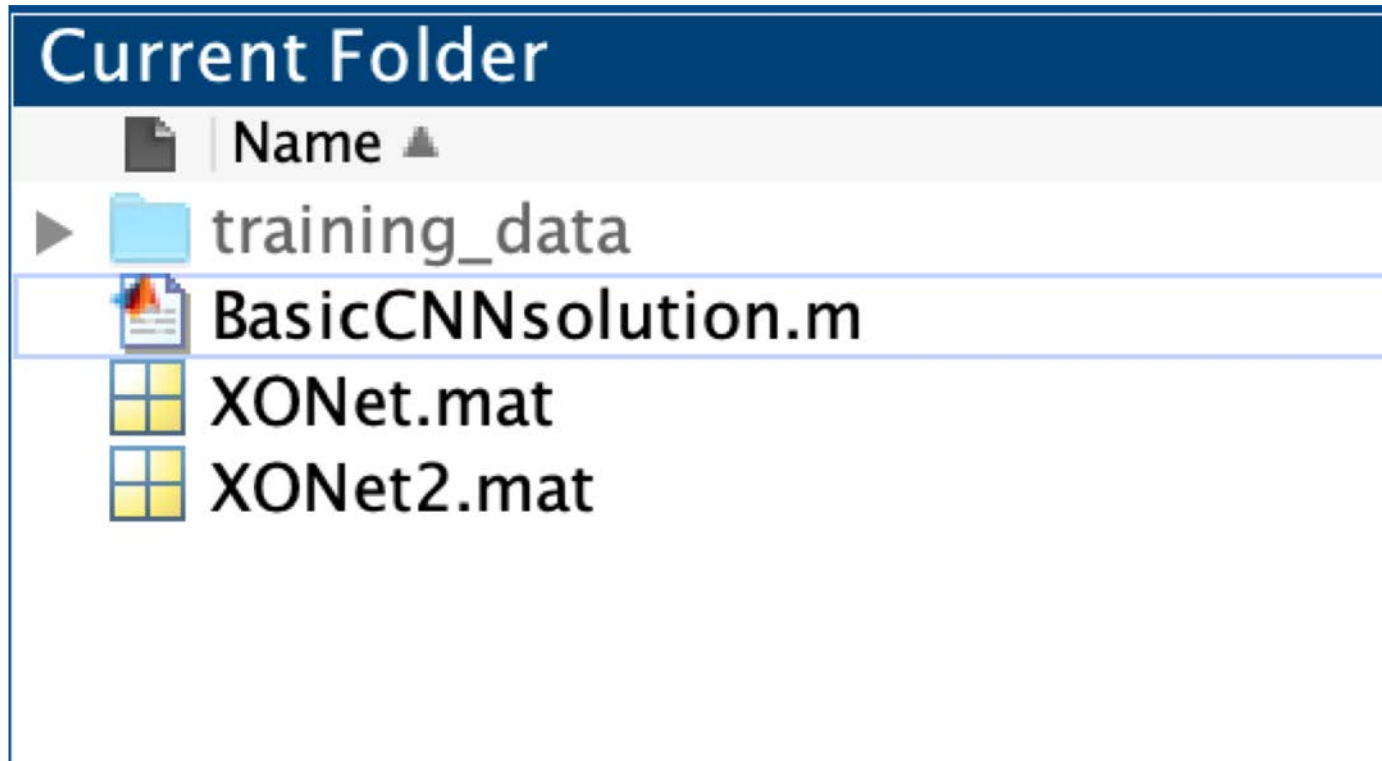 Current Folder
Name
training_data
BasicCNNsolution.m
XONet.mat
XONet2.mat